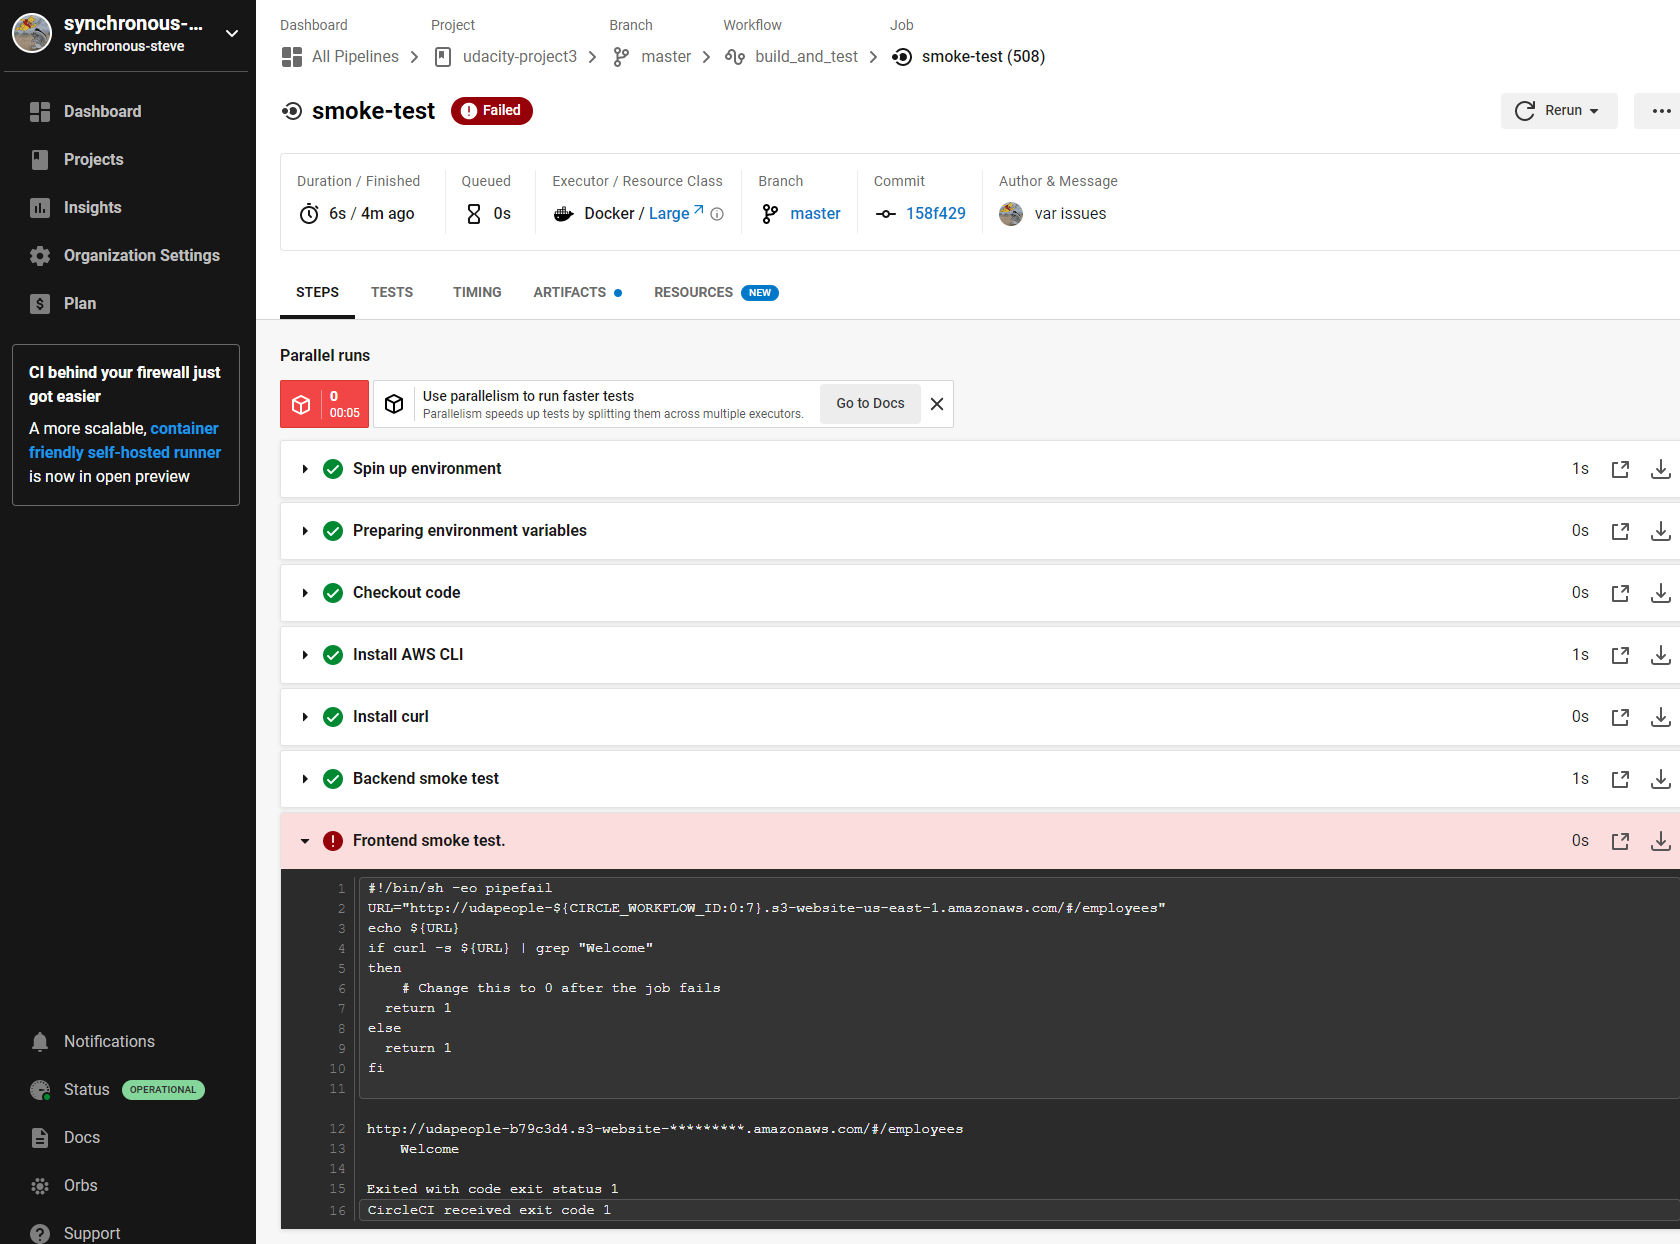 synchronous-...
synchronous-steve
Dashboard
Projects
Insights
Organization Settings
Plan
CI behind your firewall just
got easier
A more scalable, container
friendly self-hosted runner
is now in open preview
Notifications
Status OPERATIONAL
Docs
Orbs
Support
Dashboard Project Branch Workflow Job
All Pipelines udacity-project3 master build_and_test smoke-test (508)
smoke-test Failed
Rerun
Duration / Finished Queued Executor / Resource Class Branch Commit Author & Message
6s / 4m ago 0s Docker / Large master 158f429 var issues
STEPS TESTS TIMING ARTIFACTS RESOURCES NEW
Parallel runs
0
00:05
Use parallelism to run faster tests
Parallelism speeds up tests by splitting them across multiple executors.
Go to Docs
Spin up environment 1s
Preparing environment variables 0s
Checkout code 0s
Install AWS CLI 1s
Install curl 0s
Backend smoke test 1s
Frontend smoke test. 0s
1 #!/bin/sh -eo pipefail
2 URL="http://udapeople-${CIRCLE_WORKFLOW_ID:0:7}.s3-website-us-east-1.amazonaws.com/#/employees"
3 echo ${URL}
4 if curl -s ${URL} | grep "Welcome"
5 then
6     # Change this to 0 after the job fails
7   return 1
8 else
9   return 1
10 fi
11
12 http://udapeople-b79c3d4.s3-website-*********.amazonaws.com/#/employees
13     Welcome
14
15 Exited with code exit status 1
16 CircleCI received exit code 1